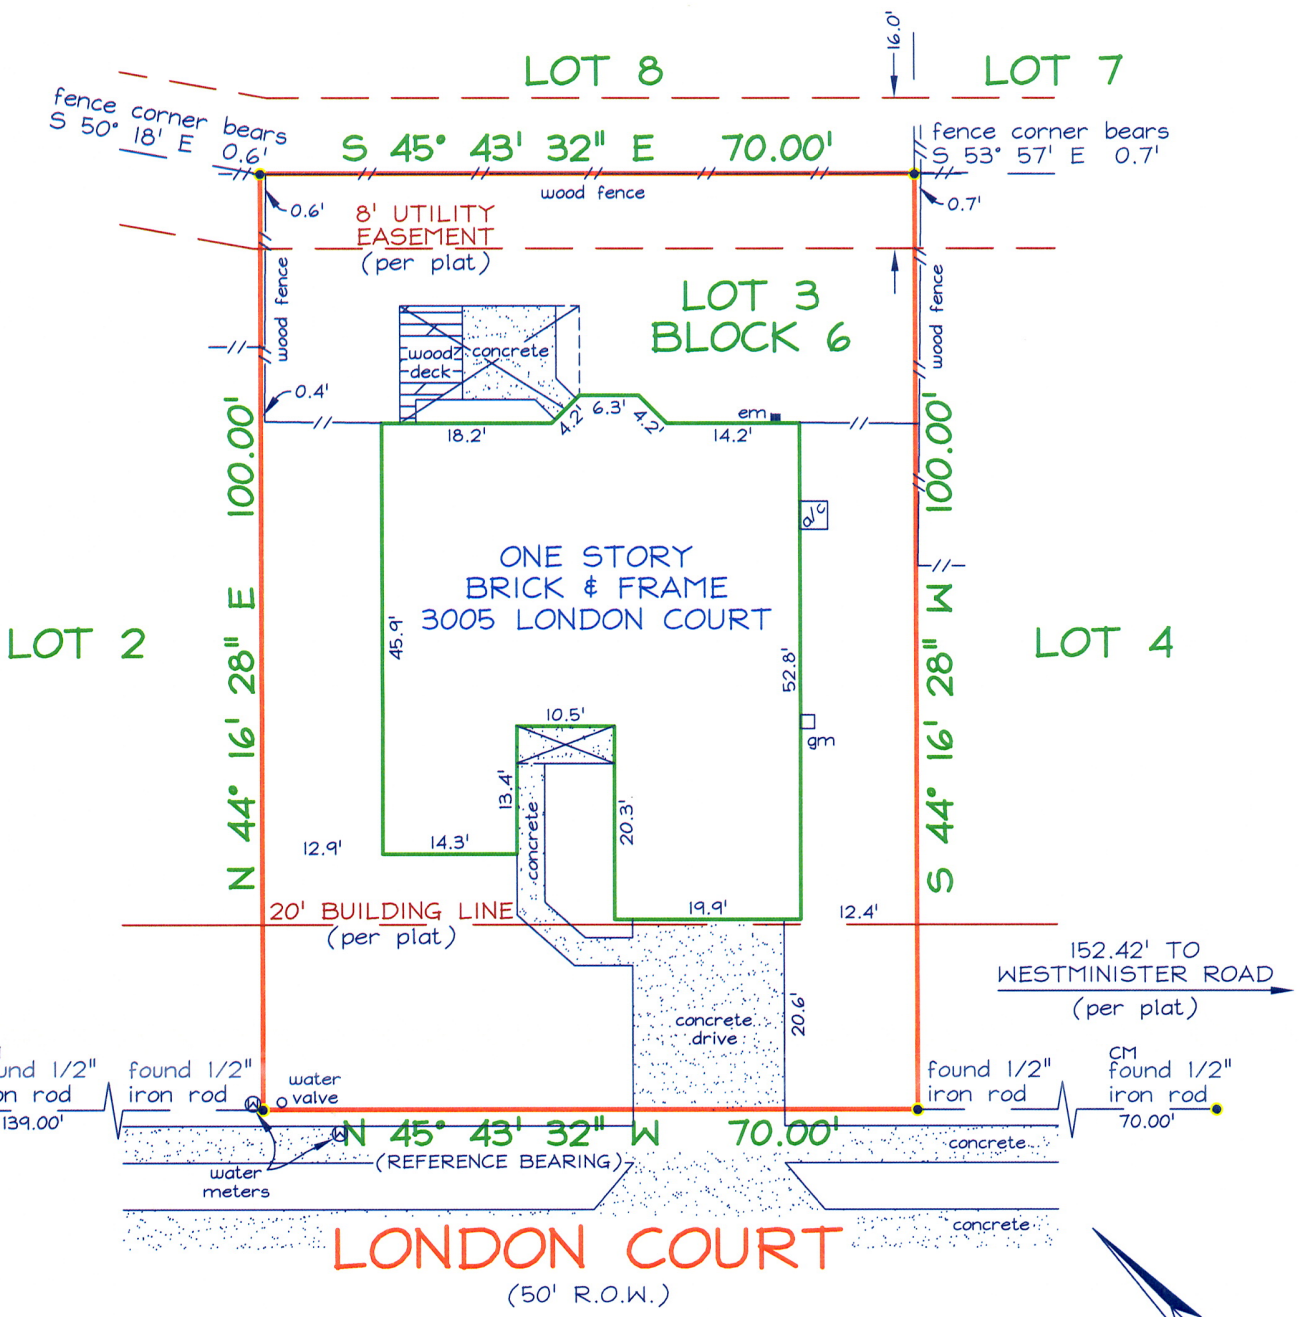 16.0'
LOT 8
LOT 7
fence corner bears
S 50° 18' E 0.6'
S 45° 43' 32" E 70.00'
fence corner bears
S 53° 57' E 0.7'
wood fence
0.6'
0.7'
8' UTILITY
EASEMENT
(per plat)
wood fence
wood fence
LOT 3
BLOCK 6
wood
deck
concrete
0.4'
18.2'
4.2'
6.3'
4.2'
em
14.2'
N 44° 16' 28" E 100.00'
S 44° 16' 28" W 100.00'
a/c
ONE STORY
BRICK & FRAME
3005 LONDON COURT
LOT 2
LOT 4
45.9'
52.8'
10.5'
gm
13.4'
concrete
20.3'
12.9'
14.3'
20' BUILDING LINE
(per plat)
19.9'
12.4'
152.42' TO
WESTMINISTER ROAD
(per plat)
concrete
drive
20.6'
und 1/2"
on rod
139.00'
found 1/2"
iron rod
water
valve
W
W
found 1/2"
iron rod
CM
found 1/2"
iron rod
70.00'
N 45° 43' 32" W 70.00'
(REFERENCE BEARING)
water
meters
concrete
concrete
LONDON COURT
(50' R.O.W.)